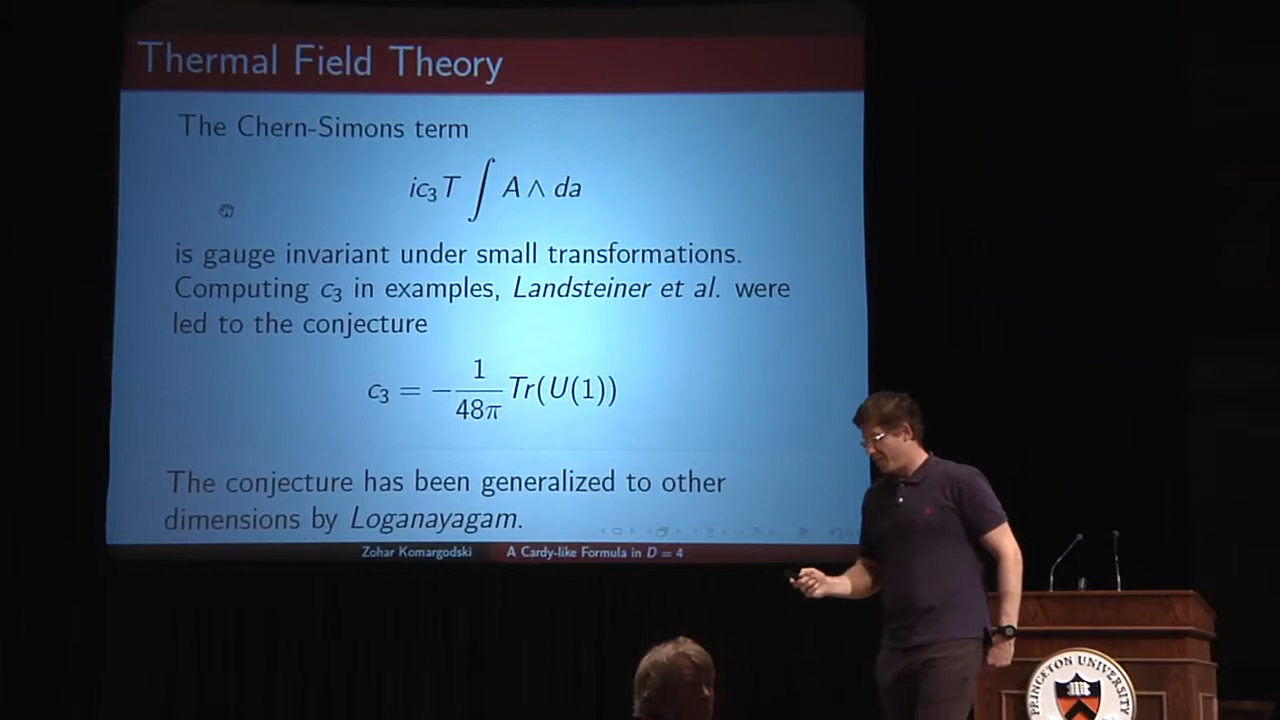 Thermal Field Theory
The Chern-Simons term
ic₃T ∫ A ∧ da
is gauge invariant under small transformations.
Computing c₃ in examples, Landsteiner et al. were
led to the conjecture
c₃ = −1/48π Tr(U(1))
The conjecture has been generalized to other
dimensions by Loganayagam.
Zohar Komargodski A Cardy-like Formula in D = 4
PRINCETON UNIVERSITY